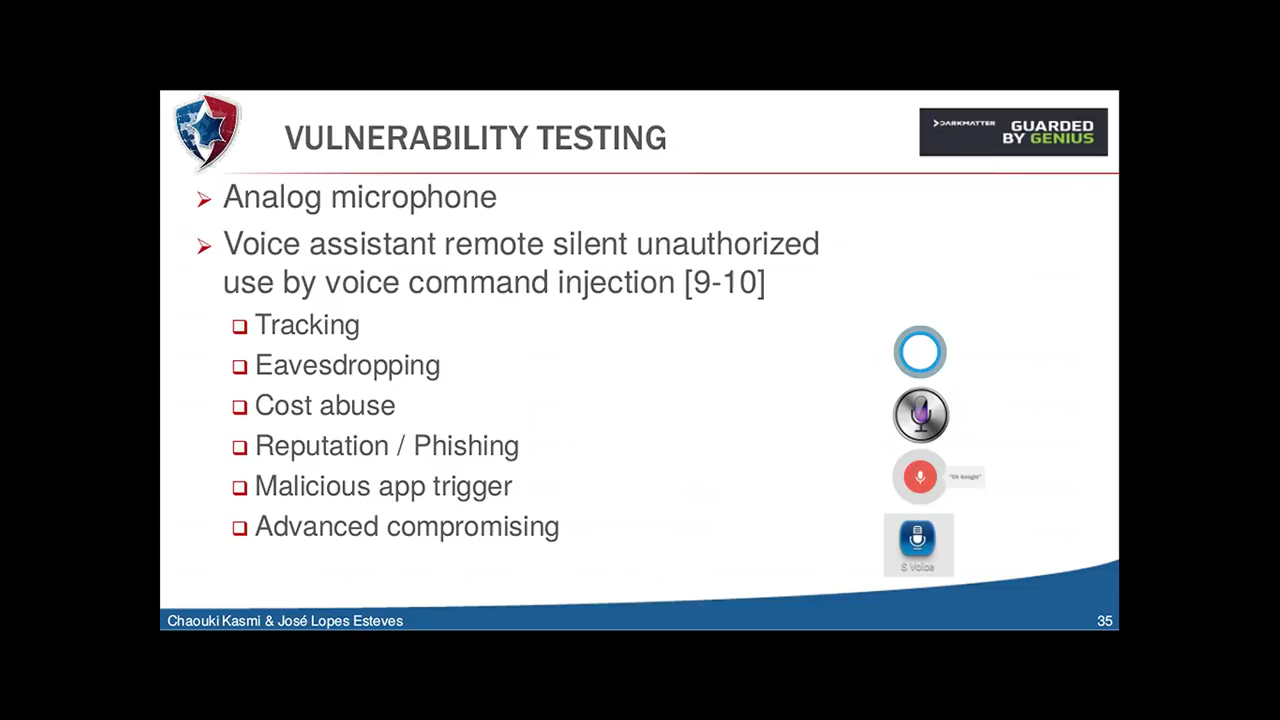 VULNERABILITY TESTING
DARKMATTER
GUARDED
BY GENIUS
Analog microphone
Voice assistant remote silent unauthorized
use by voice command injection [9-10]
Tracking
Eavesdropping
Cost abuse
Reputation / Phishing
Malicious app trigger
Advanced compromising
"Ok Google"
S Voice
Chaouki Kasmi & José Lopes Esteves
35